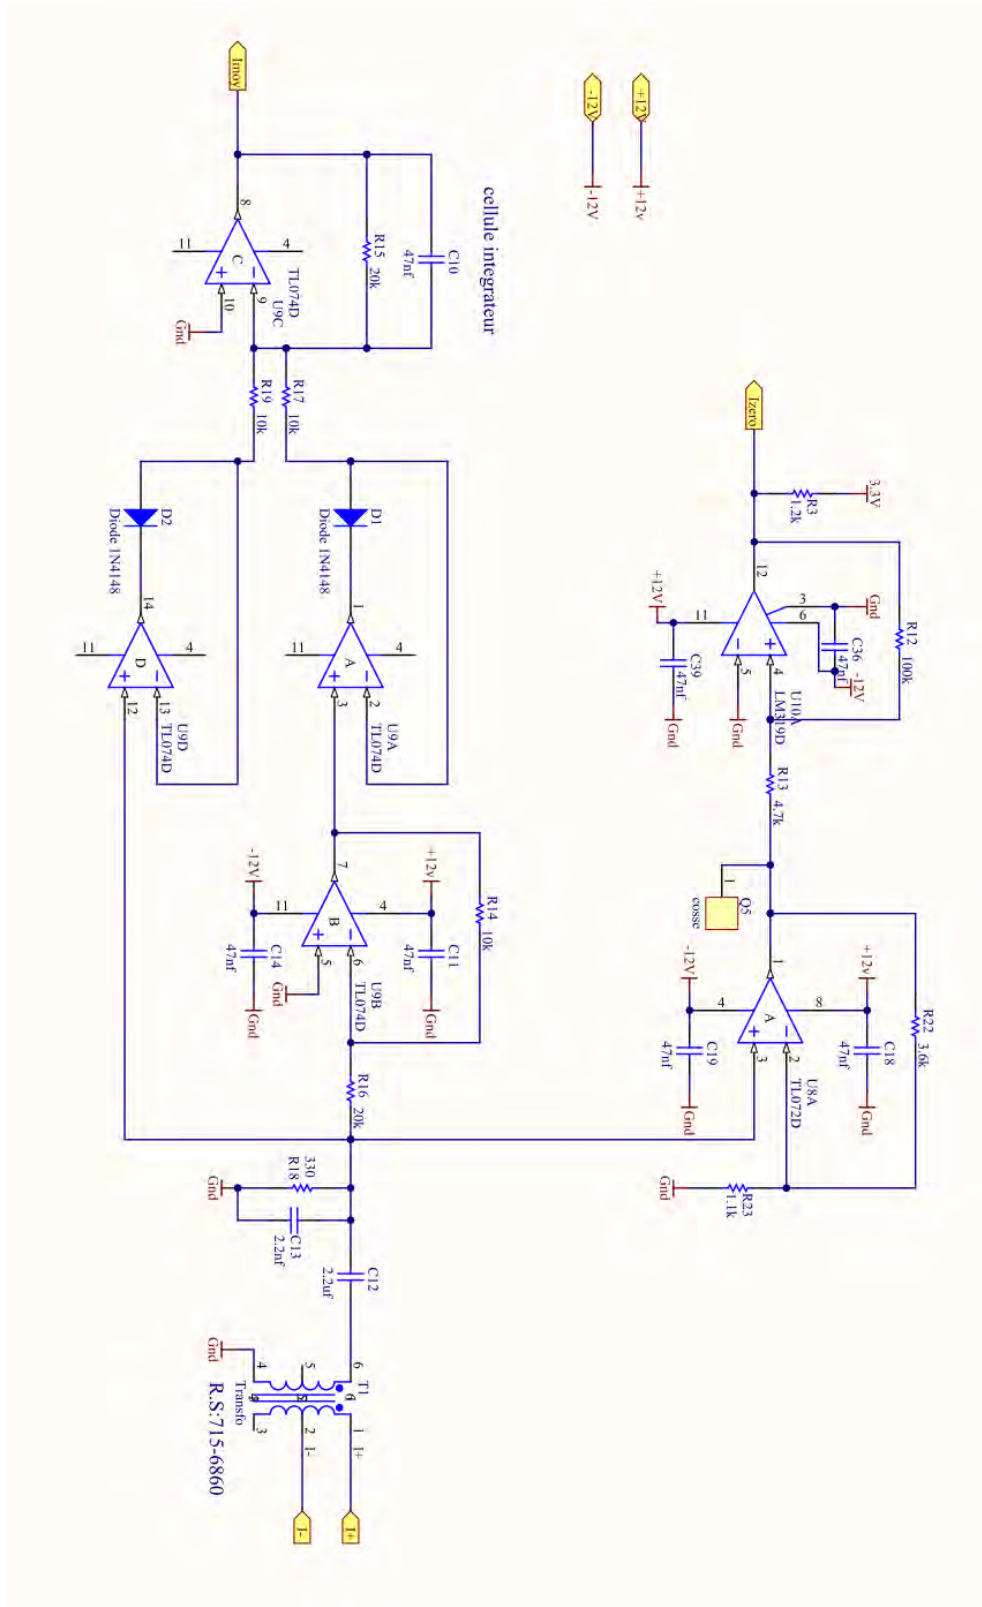 Imoy
-12V
+12V
-12V
+12v
cellule integrateur
C10
47nf
R15
20k
8
11
4
C
TL074D
U9C
10
9
Gnd
R19
10k
R17
10k
D2
Diode 1N4148
D1
Diode 1N4148
14
11
4
D
12
13
U9D
TL074D
1
11
4
A
3
2
U9A
TL074D
Izero
3.3V
R3
1.2k
12
3
Gnd
R12
100k
+12V
11
6
C36
47nf
-12V
C39
47nf
5
4
U10A
LM319D
Gnd
Gnd
R13
4.7k
1
Q5
cosse
-12V
7
+12v
11
4
B
R14
10k
C14
47nf
5
6
C11
47nf
Gnd
Gnd
Gnd
U9B
TL074D
R16
20k
-12V
1
+12v
4
8
A
R22
3.6k
C19
47nf
3
2
C18
47nf
U8A
TL072D
Gnd
Gnd
Gnd
R23
1.1k
330
R18
Gnd
C13
2.2nf
C12
2.2uf
Gnd
4
5
6
T1
Transfo
3
2
1
R.S:715-6860
I-
I+
I-
I+